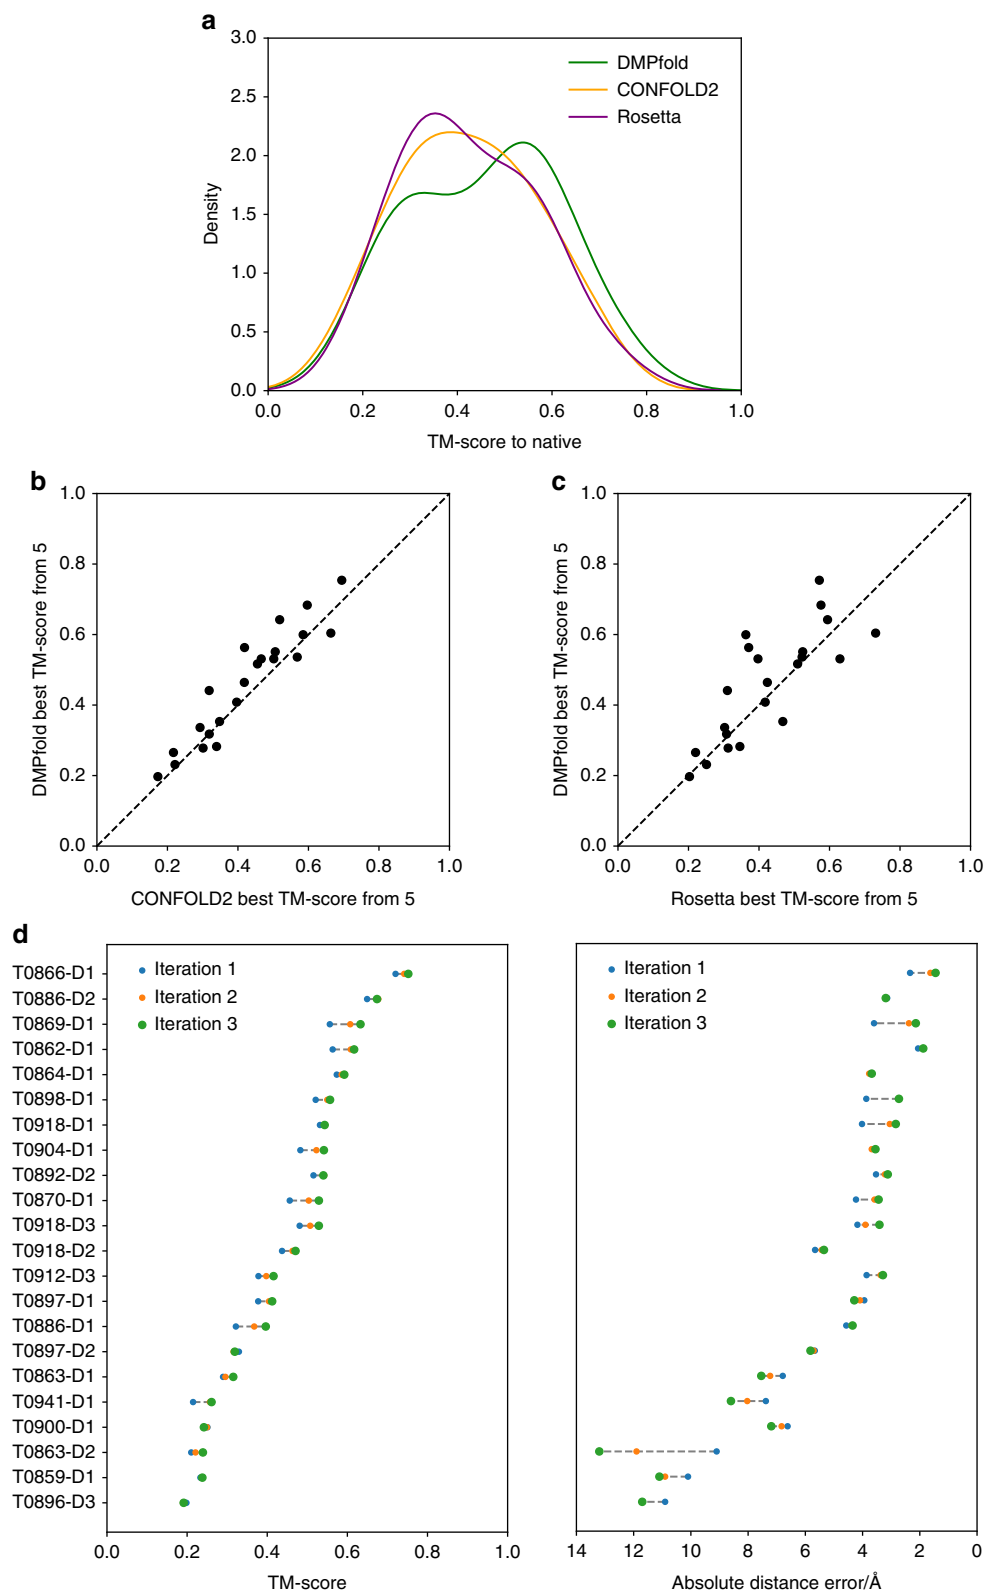 a
3.0
2.5
2.0
1.5
1.0
0.5
0.0
Density
DMPfold
CONFOLD2
Rosetta
0.0 0.2 0.4 0.6 0.8 1.0
TM-score to native
b
1.0
0.8
0.6
0.4
0.2
0.0
DMPfold best TM-score from 5
0.0 0.2 0.4 0.6 0.8 1.0
CONFOLD2 best TM-score from 5
c
1.0
0.8
0.6
0.4
0.2
0.0
DMPfold best TM-score from 5
0.0 0.2 0.4 0.6 0.8 1.0
Rosetta best TM-score from 5
d
T0866-D1
T0886-D2
T0869-D1
T0862-D1
T0864-D1
T0898-D1
T0918-D1
T0904-D1
T0892-D2
T0870-D1
T0918-D3
T0918-D2
T0912-D3
T0897-D1
T0886-D1
T0897-D2
T0863-D1
T0941-D1
T0900-D1
T0863-D2
T0859-D1
T0896-D3
Iteration 1
Iteration 2
Iteration 3
0.0 0.2 0.4 0.6 0.8 1.0
TM-score
Iteration 1
Iteration 2
Iteration 3
14 12 10 8 6 4 2 0
Absolute distance error/Å